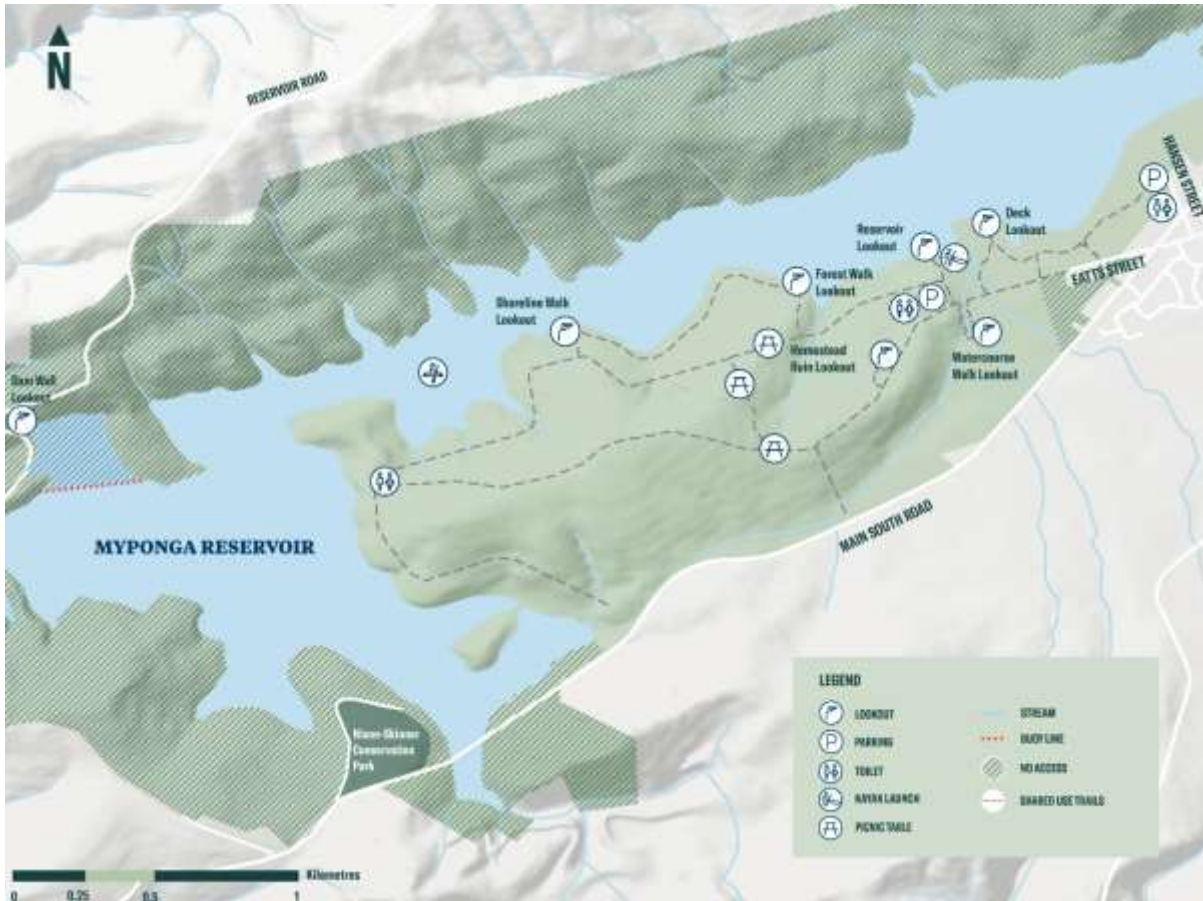 N
RESERVOIR ROAD
HANSEN STREET
P
Deck
Lookout
Reservoir
Lookout
EATTS STREET
Forest Walk
Lookout
Shoreline Walk
Lookout
P
Homestead
Ruin Lookout
Watercourse
Walk Lookout
Dam Wall
Lookout
MAIN SOUTH ROAD
MYPONGA RESERVOIR
Conservation
Park
LEGEND
LOOKOUT
P PARKING
TOILET
KAYAK LAUNCH
PICNIC TABLE
STREAM
BUOY LINE
NO ACCESS
SHARED USE TRAILS
Kilometres
0 0.25 0.5 1